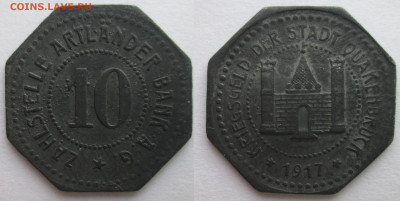 COINS.LAVE.RU
ZAHLSTELLE ARTLÄNDER BANK A.G.
10
KRIEGSGELD DER STADT QUAKENBRÜCK
* 1917 *